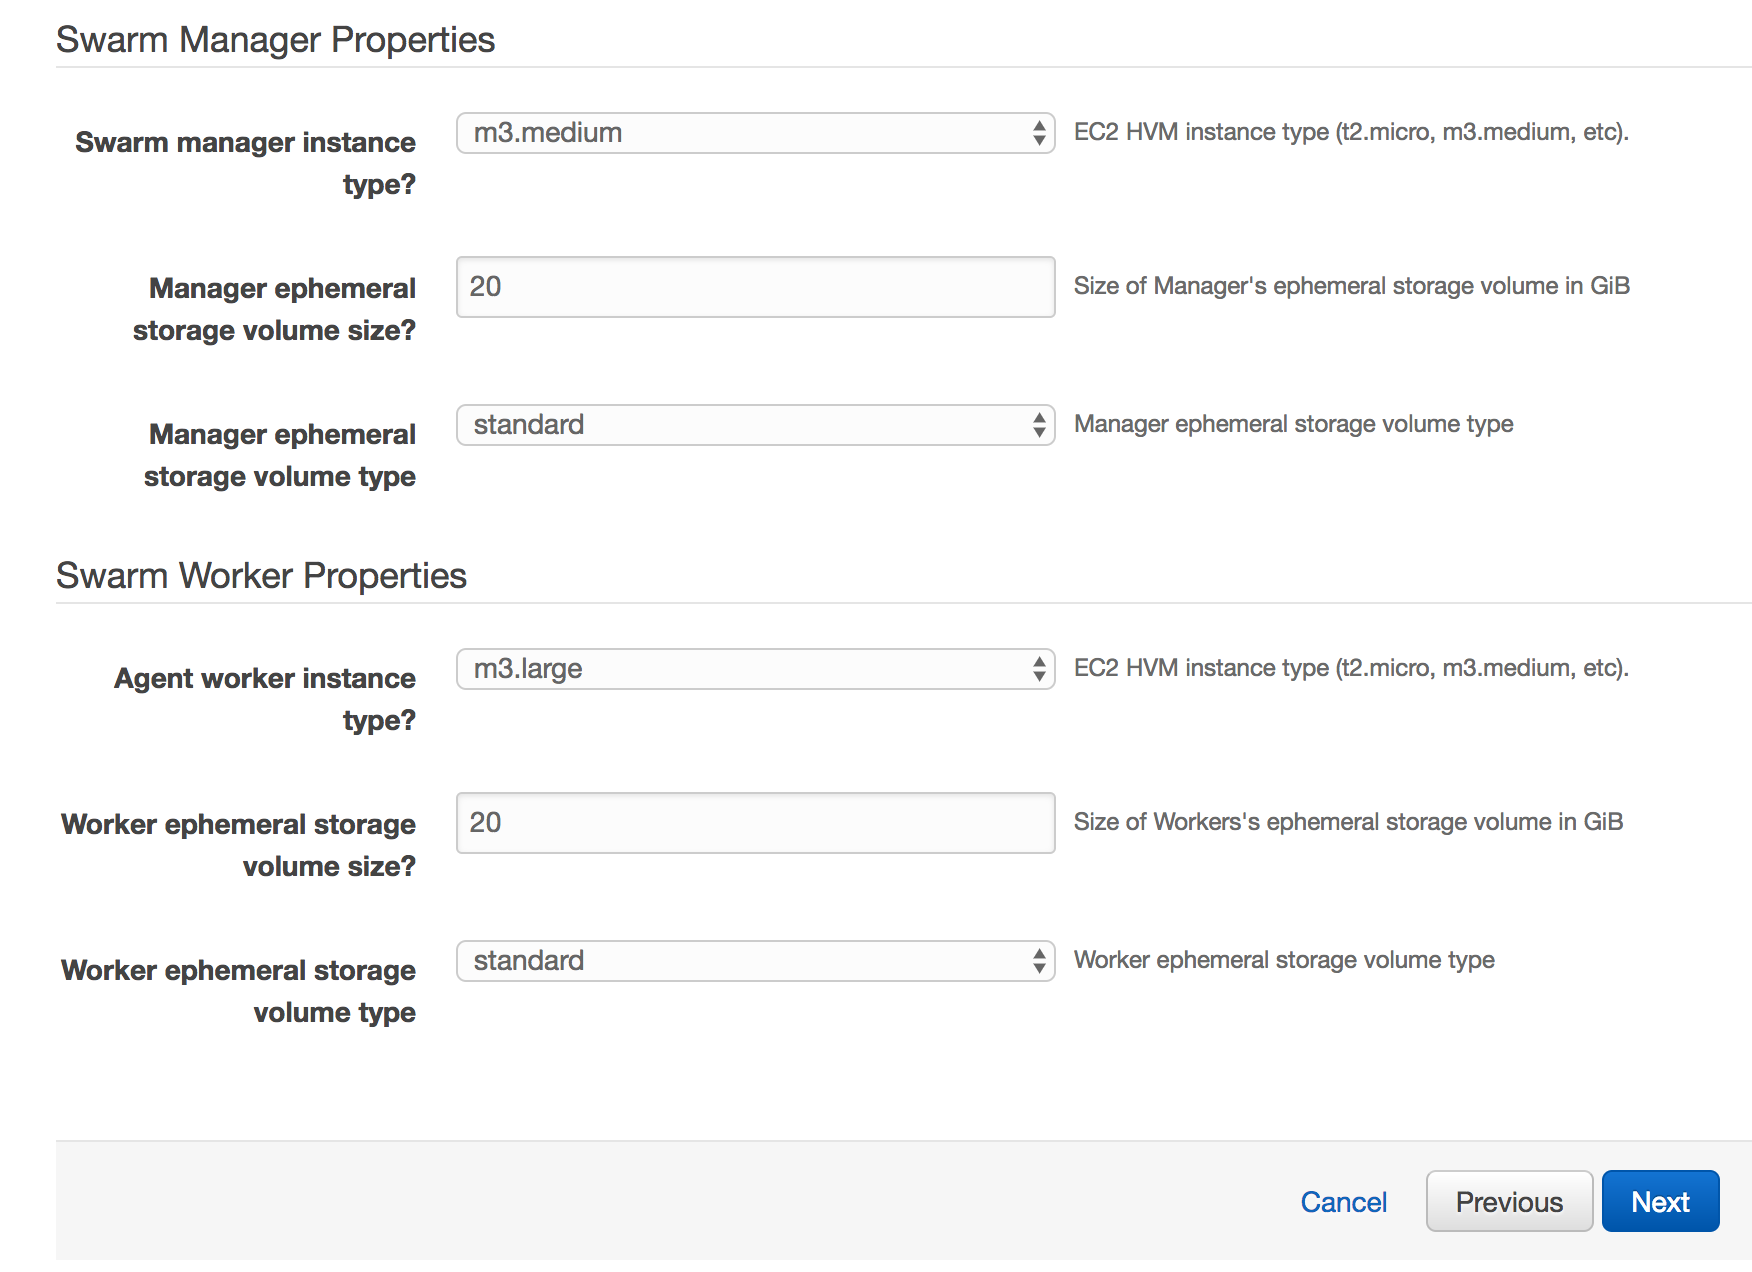 Swarm Manager Properties
Swarm manager instance
type?
m3.medium
EC2 HVM instance type (t2.micro, m3.medium, etc).
Manager ephemeral
storage volume size?
20
Size of Manager's ephemeral storage volume in GiB
Manager ephemeral
storage volume type
standard
Manager ephemeral storage volume type
Swarm Worker Properties
Agent worker instance
type?
m3.large
EC2 HVM instance type (t2.micro, m3.medium, etc).
Worker ephemeral storage
volume size?
20
Size of Workers's ephemeral storage volume in GiB
Worker ephemeral storage
volume type
standard
Worker ephemeral storage volume type
Cancel
Previous
Next